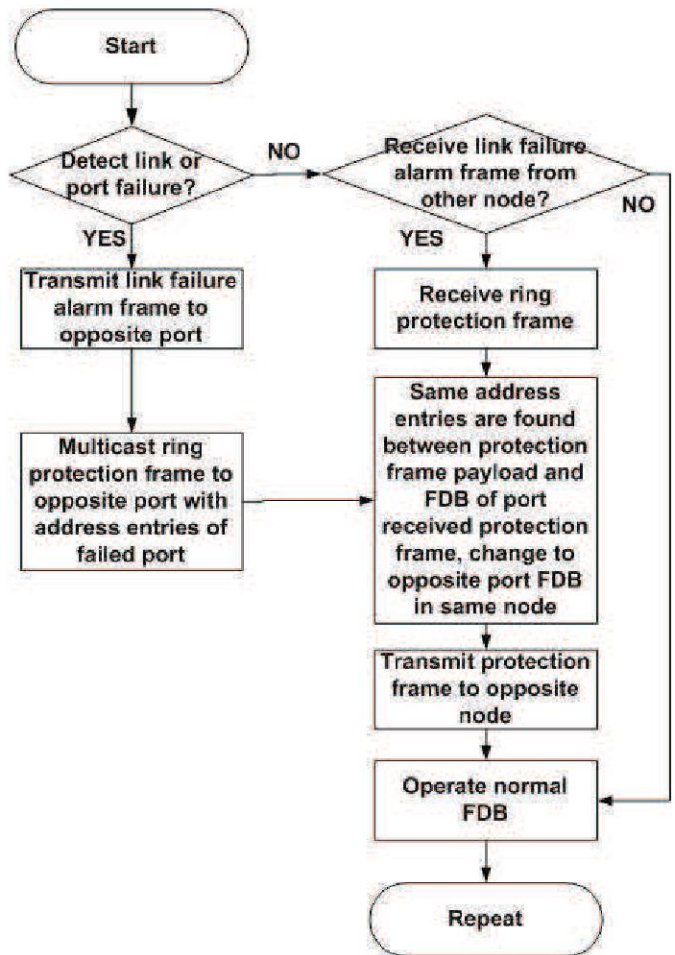 Start
Detect link or
port failure?
NO
Receive link failure
alarm frame from
other node?
NO
YES
YES
Transmit link failure
alarm frame to
opposite port
Receive ring
protection frame
Multicast ring
protection frame to
opposite port with
address entries of
failed port
Same address
entries are found
between protection
frame payload and
FDB of port
received protection
frame, change to
opposite port FDB
in same node
Transmit protection
frame to opposite
node
Operate normal
FDB
Repeat